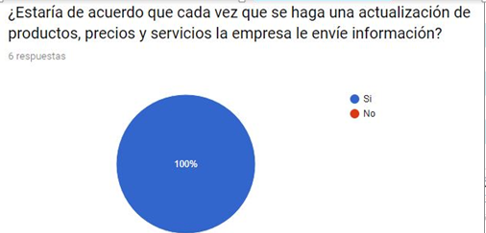 ¿Estaría de acuerdo que cada vez que se haga una actualización de
productos, precios y servicios la empresa le envíe información?
6 respuestas
Si
No
100%